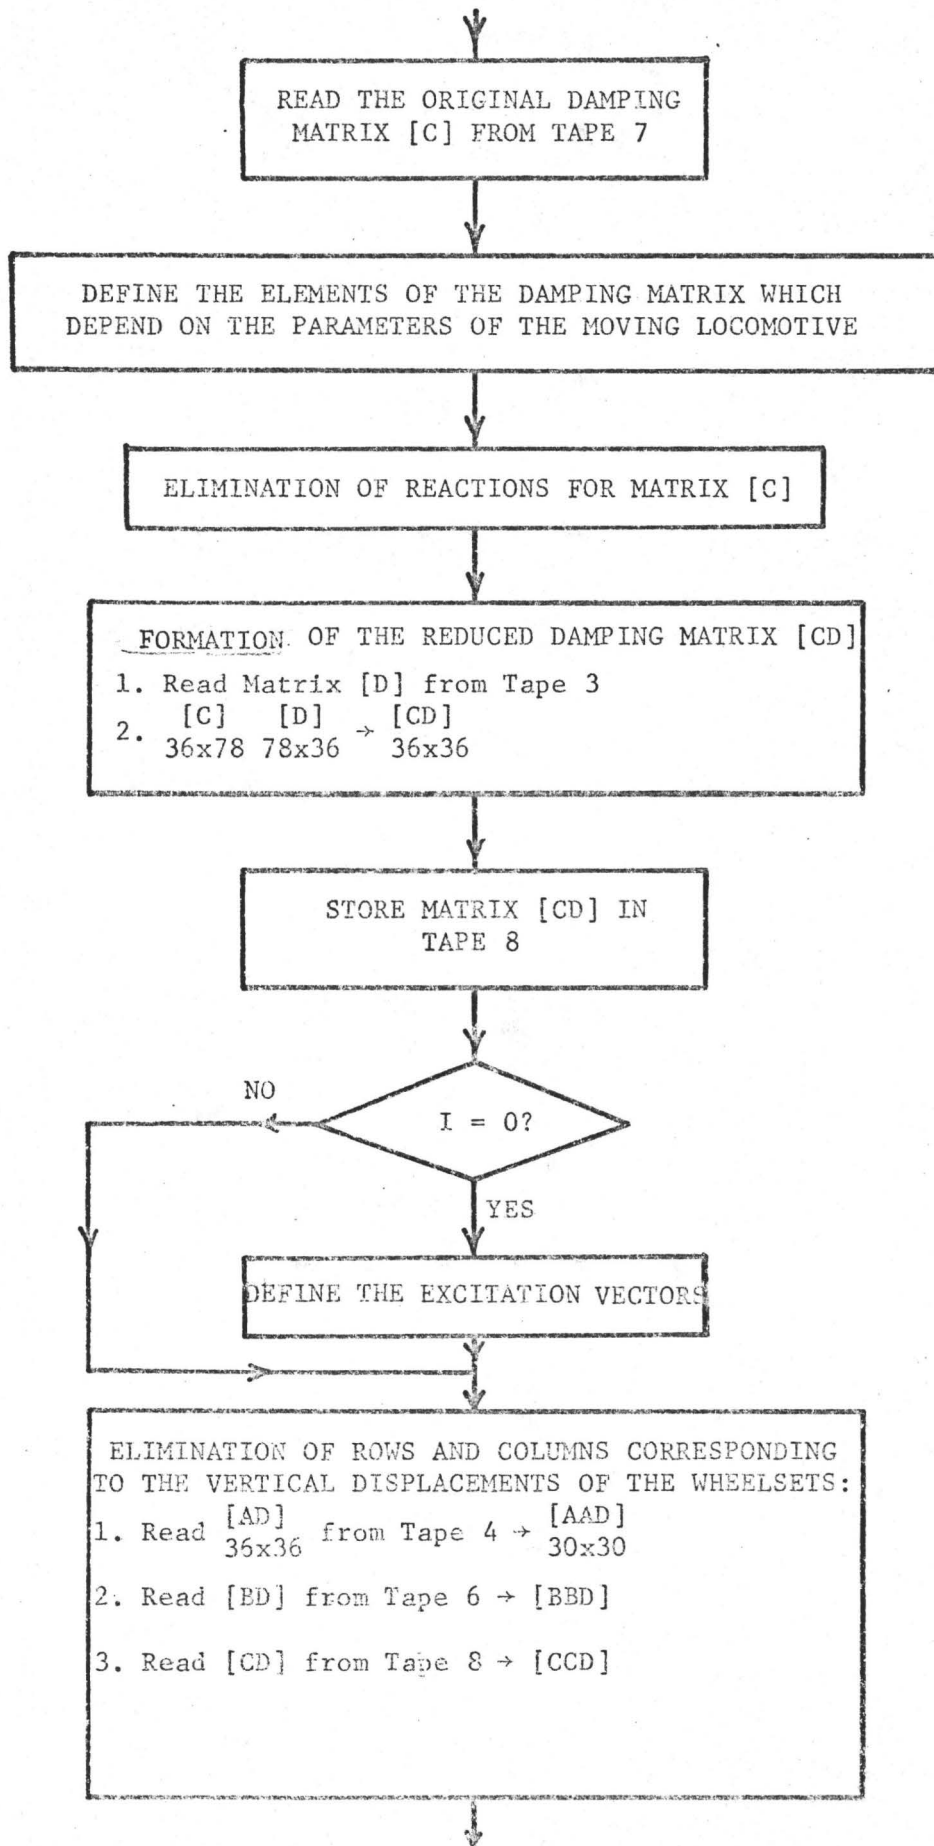 READ THE ORIGINAL DAMPING
MATRIX [C] FROM TAPE 7
DEFINE THE ELEMENTS OF THE DAMPING MATRIX WHICH
DEPEND ON THE PARAMETERS OF THE MOVING LOCOMOTIVE
ELIMINATION OF REACTIONS FOR MATRIX [C]
FORMATION OF THE REDUCED DAMPING MATRIX [CD]
1. Read Matrix [D] from Tape 3
2. [C] [D] → [CD]
36x78 78x36 36x36
STORE MATRIX [CD] IN
TAPE 8
NO
I = 0?
YES
DEFINE THE EXCITATION VECTORS
ELIMINATION OF ROWS AND COLUMNS CORRESPONDING
TO THE VERTICAL DISPLACEMENTS OF THE WHEELSETS:
1. Read [AD] from Tape 4 → [AAD]
36x36 30x30
2. Read [BD] from Tape 6 → [BBD]
3. Read [CD] from Tape 8 → [CCD]